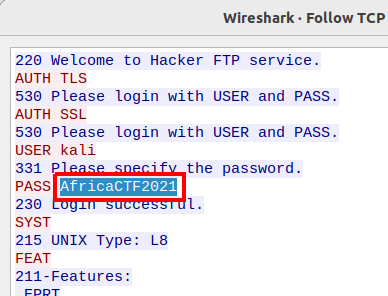 Wireshark · Follow TCP
220 Welcome to Hacker FTP service.
AUTH TLS
530 Please login with USER and PASS.
AUTH SSL
530 Please login with USER and PASS.
USER kali
331 Please specify the password.
PASS AfricaCTF2021
230 Login successful.
SYST
215 UNIX Type: L8
FEAT
211-Features:
EPRT